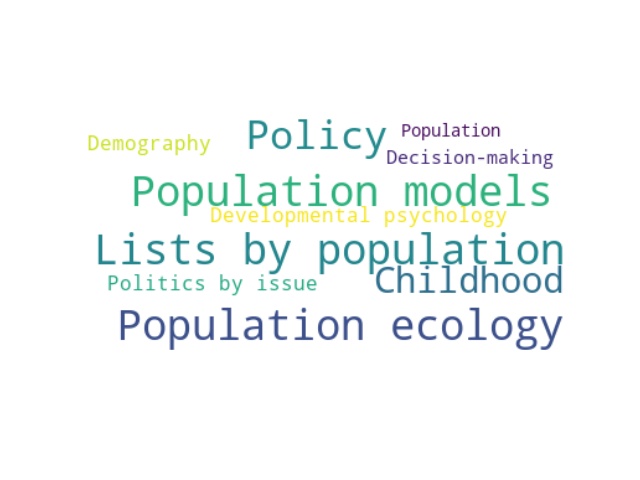 Policy
Population
Demography
Decision-making
Population models
Developmental psychology
Lists by population
Childhood
Politics by issue
Population ecology